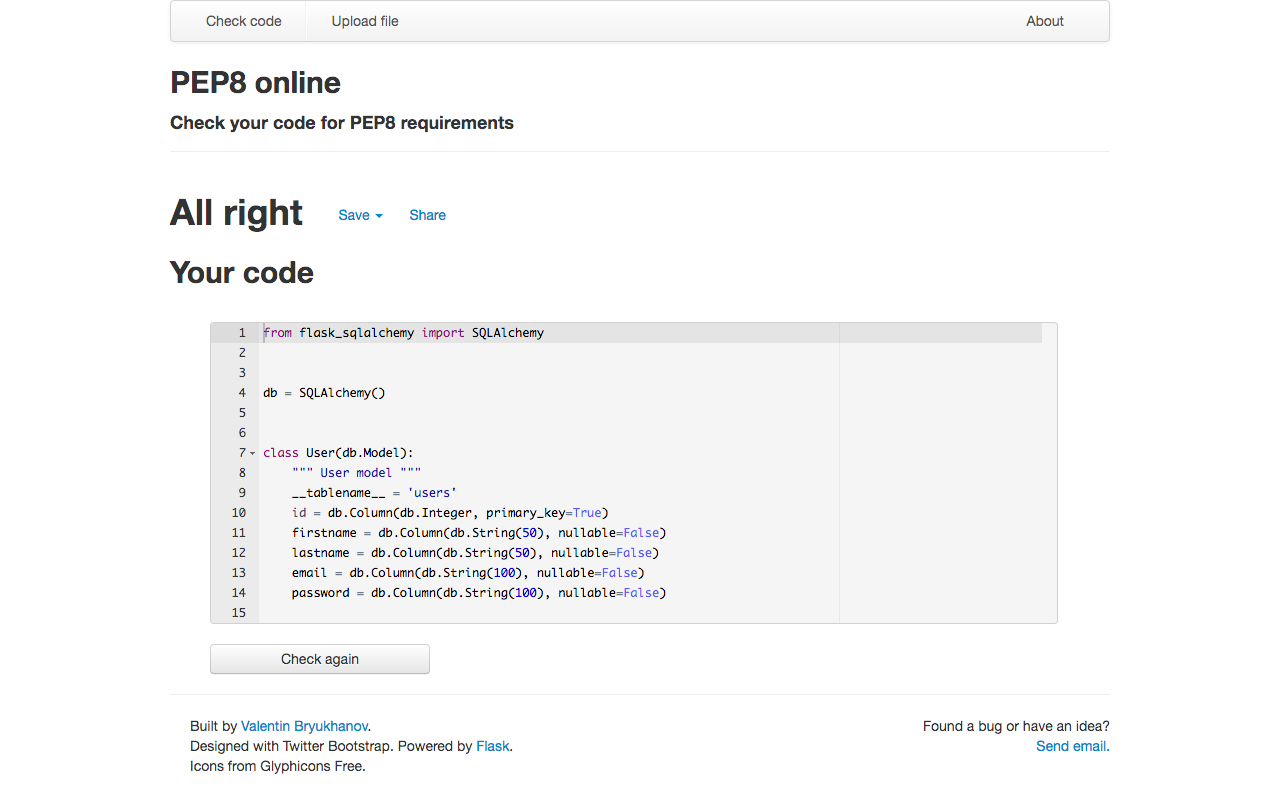 Check code Upload file About
PEP8 online
Check your code for PEP8 requirements
All right Save Share
Your code
1 from flask_sqlalchemy import SQLAlchemy
2
3
4 db = SQLAlchemy()
5
6
7 class User(db.Model):
8 """ User model """
9 __tablename__ = 'users'
10 id = db.Column(db.Integer, primary_key=True)
11 firstname = db.Column(db.String(50), nullable=False)
12 lastname = db.Column(db.String(50), nullable=False)
13 email = db.Column(db.String(100), nullable=False)
14 password = db.Column(db.String(100), nullable=False)
15
Check again
Built by Valentin Bryukhanov. Found a bug or have an idea?
Designed with Twitter Bootstrap. Powered by Flask. Send email.
Icons from Glyphicons Free.